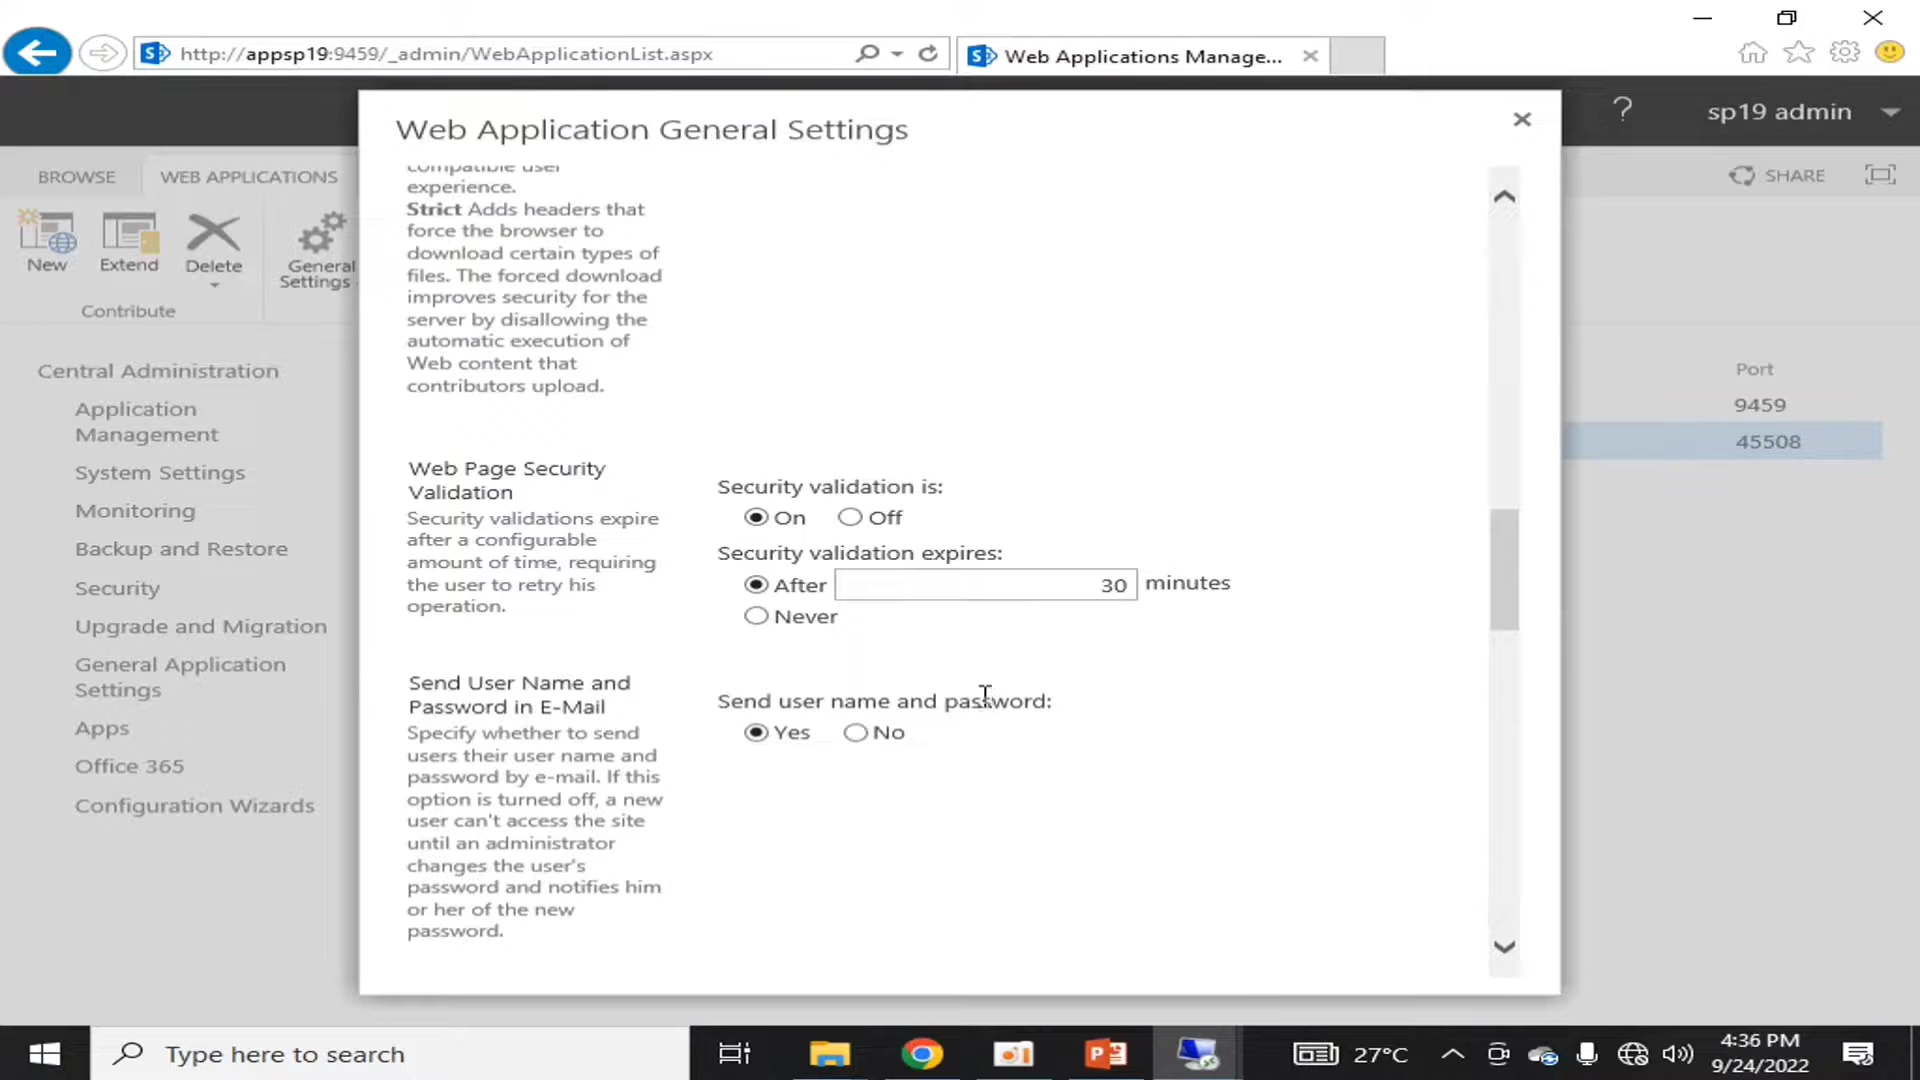 http://appsp19:9459/_admin/WebApplicationList.aspx
Web Applications Manage...
sp19 admin
BROWSE
WEB APPLICATIONS
SHARE
New
Extend
Delete
General
Settings
Contribute
Central Administration
Application
Management
System Settings
Monitoring
Backup and Restore
Security
Upgrade and Migration
General Application
Settings
Apps
Office 365
Configuration Wizards
Web Application General Settings
compatible user
experience.
Strict Adds headers that
force the browser to
download certain types of
files. The forced download
improves security for the
server by disallowing the
automatic execution of
Web content that
contributors upload.
Web Page Security
Validation
Security validations expire
after a configurable
amount of time, requiring
the user to retry his
operation.
Security validation is:
On Off
Security validation expires:
After 30 minutes
Never
Send User Name and
Password in E-Mail
Specify whether to send
users their user name and
password by e-mail. If this
option is turned off, a new
user can't access the site
until an administrator
changes the user's
password and notifies him
or her of the new
password.
Send user name and password:
Yes No
Port
9459
45508
Type here to search
27°C
4:36 PM
9/24/2022